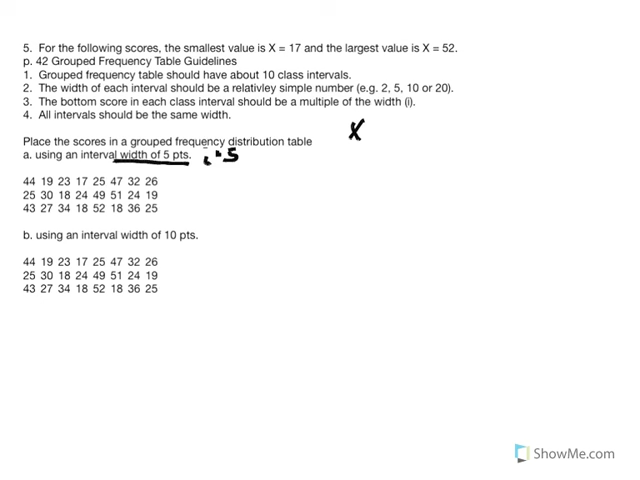 5. For the following scores, the smallest value is X = 17 and the largest value is X = 52.
p. 42 Grouped Frequency Table Guidelines
1. Grouped frequency table should have about 10 class intervals.
2. The width of each interval should be a relativley simple number (e.g. 2, 5, 10 or 20).
3. The bottom score in each class interval should be a multiple of the width (i).
4. All intervals should be the same width.
Place the scores in a grouped frequency distribution table
X
a. using an interval width of 5 pts. i = 5
44 19 23 17 25 47 32 26
25 30 18 24 49 51 24 19
43 27 34 18 52 18 36 25
b. using an interval width of 10 pts.
44 19 23 17 25 47 32 26
25 30 18 24 49 51 24 19
43 27 34 18 52 18 36 25
ShowMe.com